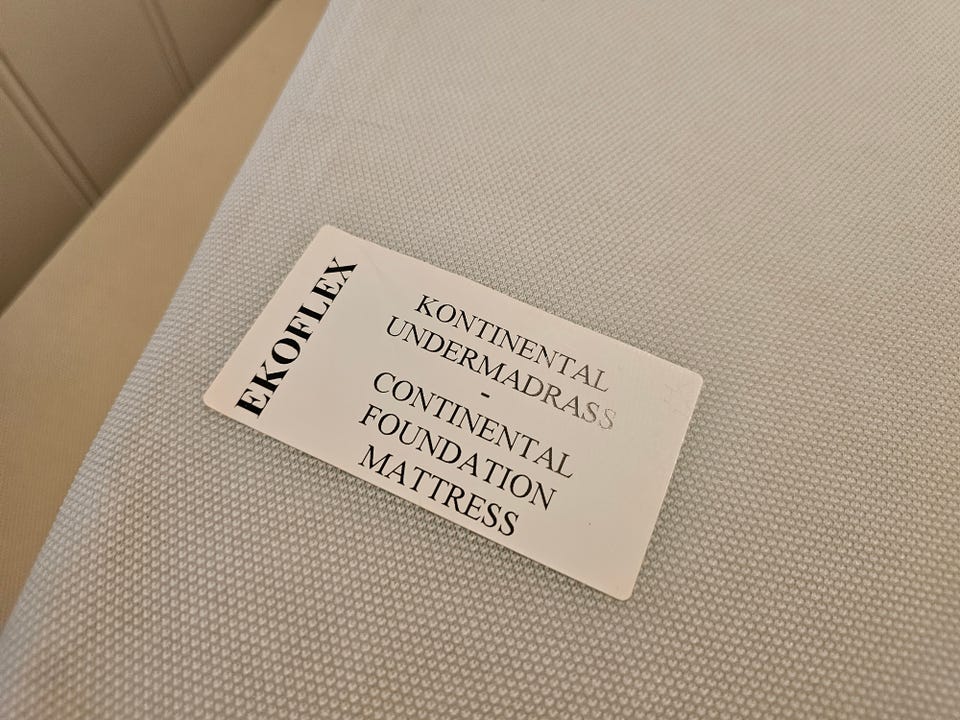 EKOFLEX
KONTINENTAL
UNDERMADRASS
-
CONTINENTAL
FOUNDATION
MATTRESS